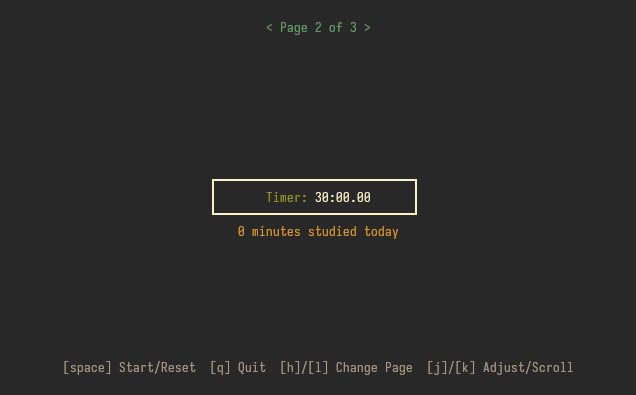 < Page 2 of 3 >
Timer: 30:00.00
0 minutes studied today
[space] Start/Reset  [q] Quit  [h]/[l] Change Page  [j]/[k] Adjust/Scroll